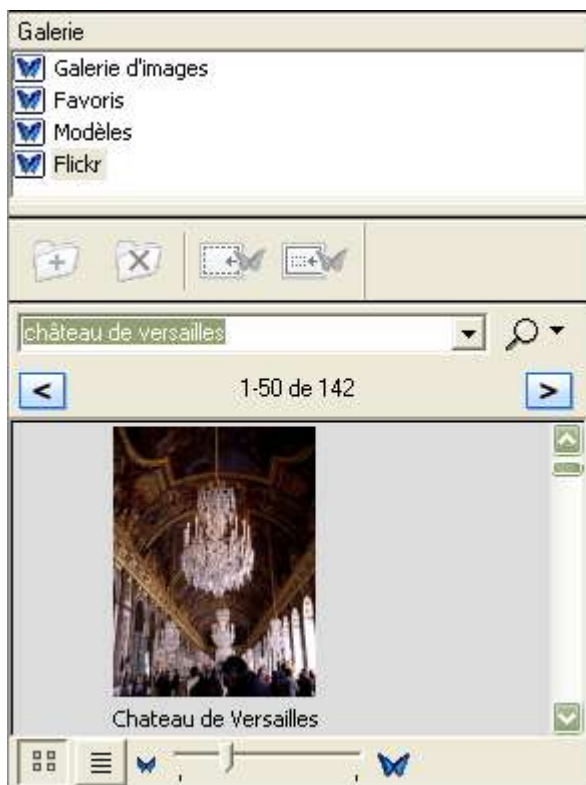 Galerie
Galerie d'images
Favoris
Modèles
Flickr
château de versailles
< 1-50 de 142 >
Chateau de Versailles